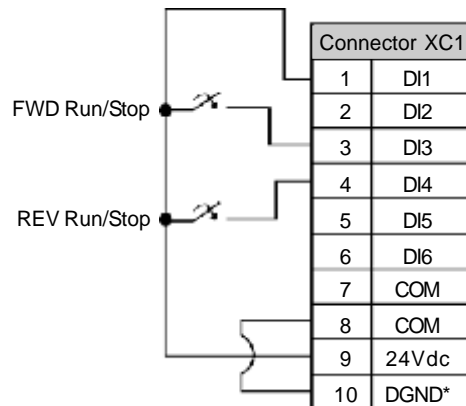 Connector XC1
1 DI1
FWD Run/Stop
2 DI2
3 DI3
4 DI4
REV Run/Stop
5 DI5
6 DI6
7 COM
8 COM
9 24Vdc
10 DGND*